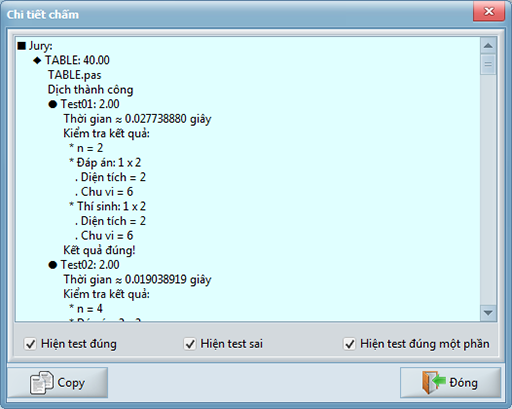 Chi tiết chấm
■ Jury:
◆ TABLE: 40.00
TABLE.pas
Dịch thành công
● Test01: 2.00
Thời gian ≈ 0.027738880 giây
Kiểm tra kết quả:
* n = 2
* Đáp án: 1 x 2
. Diện tích = 2
. Chu vi = 6
* Thí sinh: 1 x 2
. Diện tích = 2
. Chu vi = 6
Kết quả đúng!
● Test02: 2.00
Thời gian ≈ 0.019038919 giây
Kiểm tra kết quả:
* n = 4
Hiện test đúng
Hiện test sai
Hiện test đúng một phần
Copy
Đóng